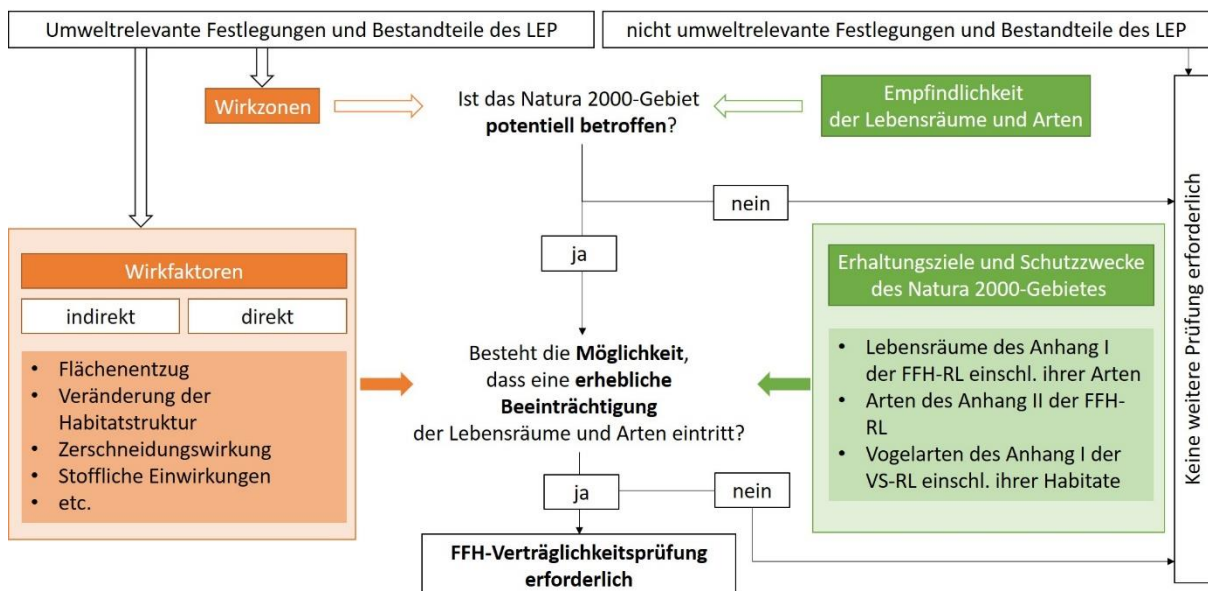 Umweltrelevante Festlegungen und Bestandteile des LEP
nicht umweltrelevante Festlegungen und Bestandteile des LEP
Wirkzonen
Ist das Natura 2000-Gebiet
potentiell betroffen?
Empfindlichkeit
der Lebensräume und Arten
nein
ja
Wirkfaktoren
indirekt
direkt
• Flächenentzug
• Veränderung der
Habitatstruktur
• Zerschneidungswirkung
• Stoffliche Einwirkungen
• etc.
Besteht die Möglichkeit,
dass eine erhebliche
Beeinträchtigung
der Lebensräume und Arten eintritt?
Erhaltungsziele und Schutzzwecke
des Natura 2000-Gebietes
• Lebensräume des Anhang I
der FFH-RL einschl. ihrer Arten
• Arten des Anhang II der FFH-
RL
• Vogelarten des Anhang I der
VS-RL einschl. ihrer Habitate
ja
nein
FFH-Verträglichkeitsprüfung
erforderlich
Keine weitere Prüfung erforderlich